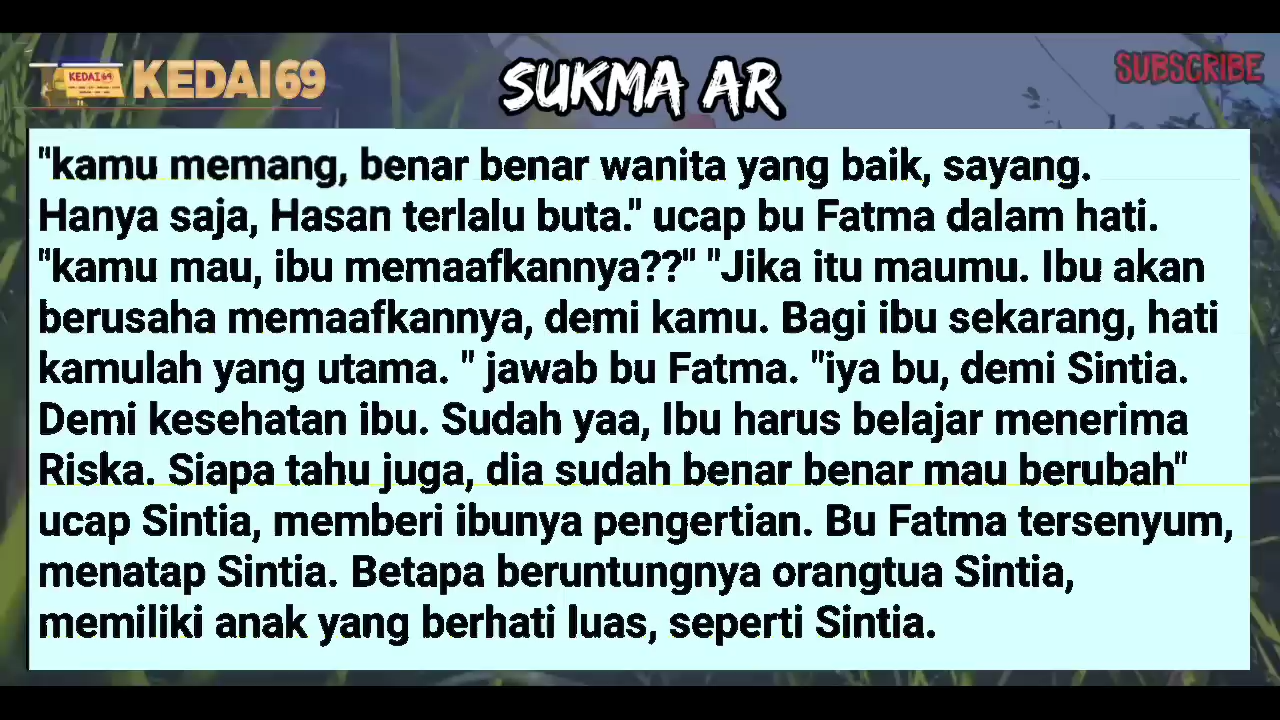 KEDAI69
KEDAI69
SUKMA AR
SUBSCRIBE
"kamu memang, benar benar wanita yang baik, sayang.
Hanya saja, Hasan terlalu buta." ucap bu Fatma dalam hati.
"kamu mau, ibu memaafkannya??" "Jika itu maumu. Ibu akan
berusaha memaafkannya, demi kamu. Bagi ibu sekarang, hati
kamulah yang utama. " jawab bu Fatma. "iya bu, demi Sintia.
Demi kesehatan ibu. Sudah yaa, Ibu harus belajar menerima
Riska. Siapa tahu juga, dia sudah benar benar mau berubah"
ucap Sintia, memberi ibunya pengertian. Bu Fatma tersenyum,
menatap Sintia. Betapa beruntungnya orangtua Sintia,
memiliki anak yang berhati luas, seperti Sintia.